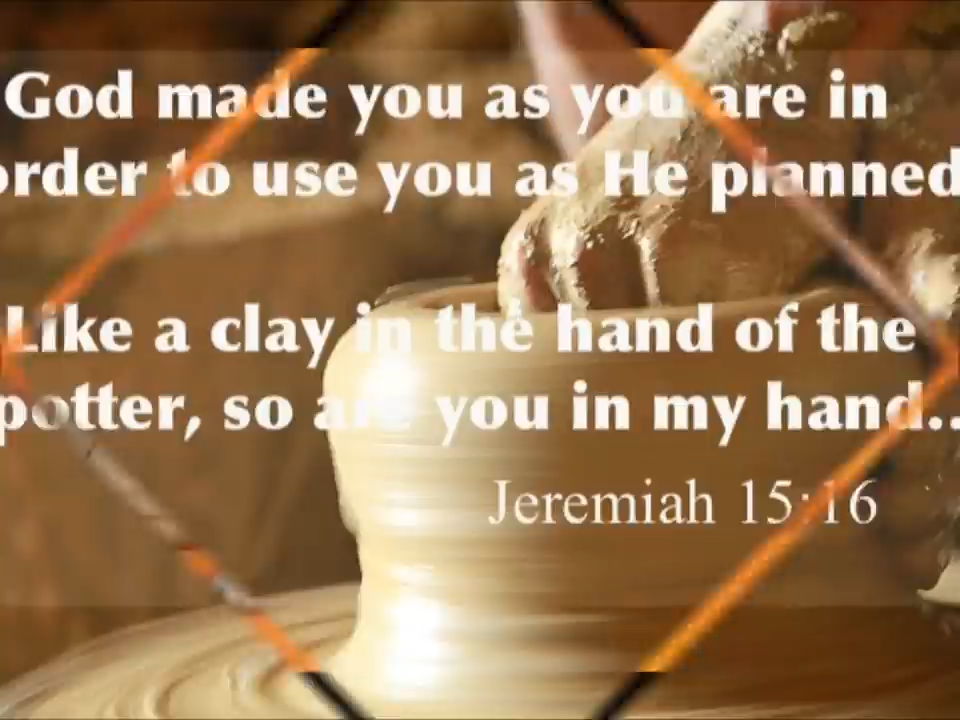 God made you as you are in
order to use you as He planned
Like a clay in the hand of the
potter, so are you in my hand..
Jeremiah 15:16